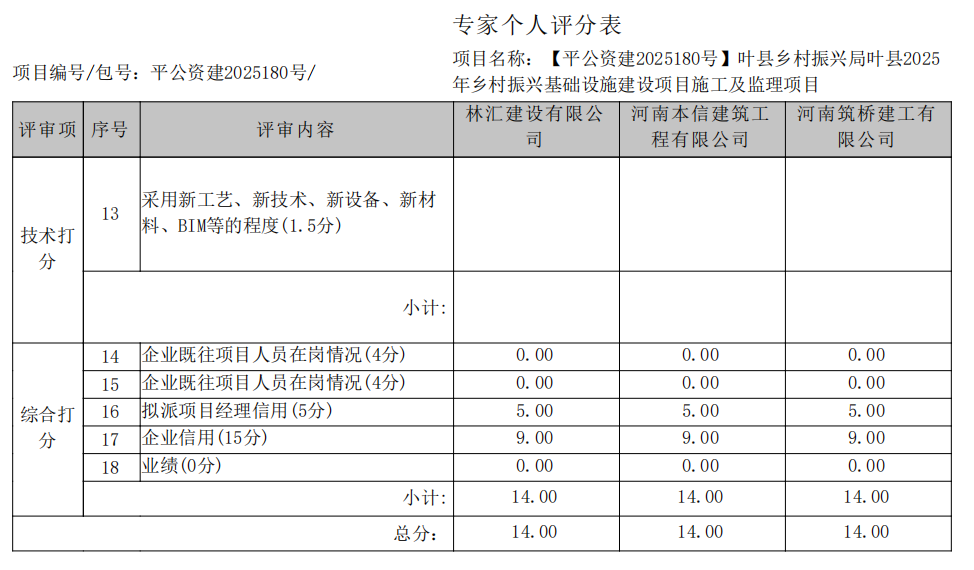 专家个人评分表
项目编号/包号：平公资建2025180号/
项目名称：【平公资建2025180号】叶县乡村振兴局叶县2025
年乡村振兴基础设施建设项目施工及监理项目
评审项 序号 评审内容 林汇建设有限公司 河南本信建筑工程有限公司 河南筑桥建工有限公司
技术打分
13 采用新工艺、新技术、新设备、新材
料、BIM等的程度(1.5分)
小计:
综合打分
14 企业既往项目人员在岗情况(4分) 0.00 0.00 0.00
15 企业既往项目人员在岗情况(4分) 0.00 0.00 0.00
16 拟派项目经理信用(5分) 5.00 5.00 5.00
17 企业信用(15分) 9.00 9.00 9.00
18 业绩(0分) 0.00 0.00 0.00
小计: 14.00 14.00 14.00
总分: 14.00 14.00 14.00